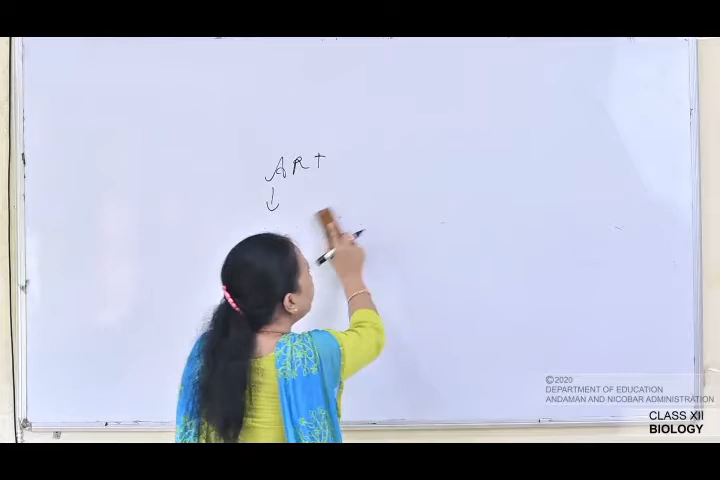 ART
©2020
DEPARTMENT OF EDUCATION
ANDAMAN AND NICOBAR ADMINISTRATION
CLASS XII
BIOLOGY